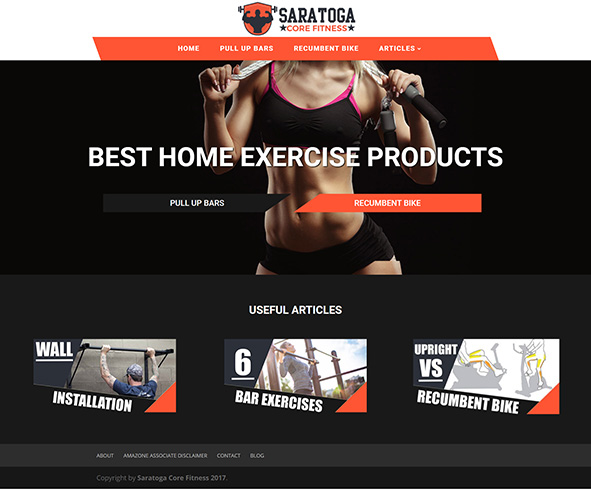 SARATOGA
CORE FITNESS
HOME PULL UP BARS RECUMBENT BIKE ARTICLES
BEST HOME EXERCISE PRODUCTS
PULL UP BARS RECUMBENT BIKE
USEFUL ARTICLES
WALL
INSTALLATION
6
BAR EXERCISES
UPRIGHT
VS
RECUMBENT BIKE
ABOUT AMAZONE ASSOCIATE DISCLAIMER CONTACT BLOG
Copyright by Saratoga Core Fitness 2017.